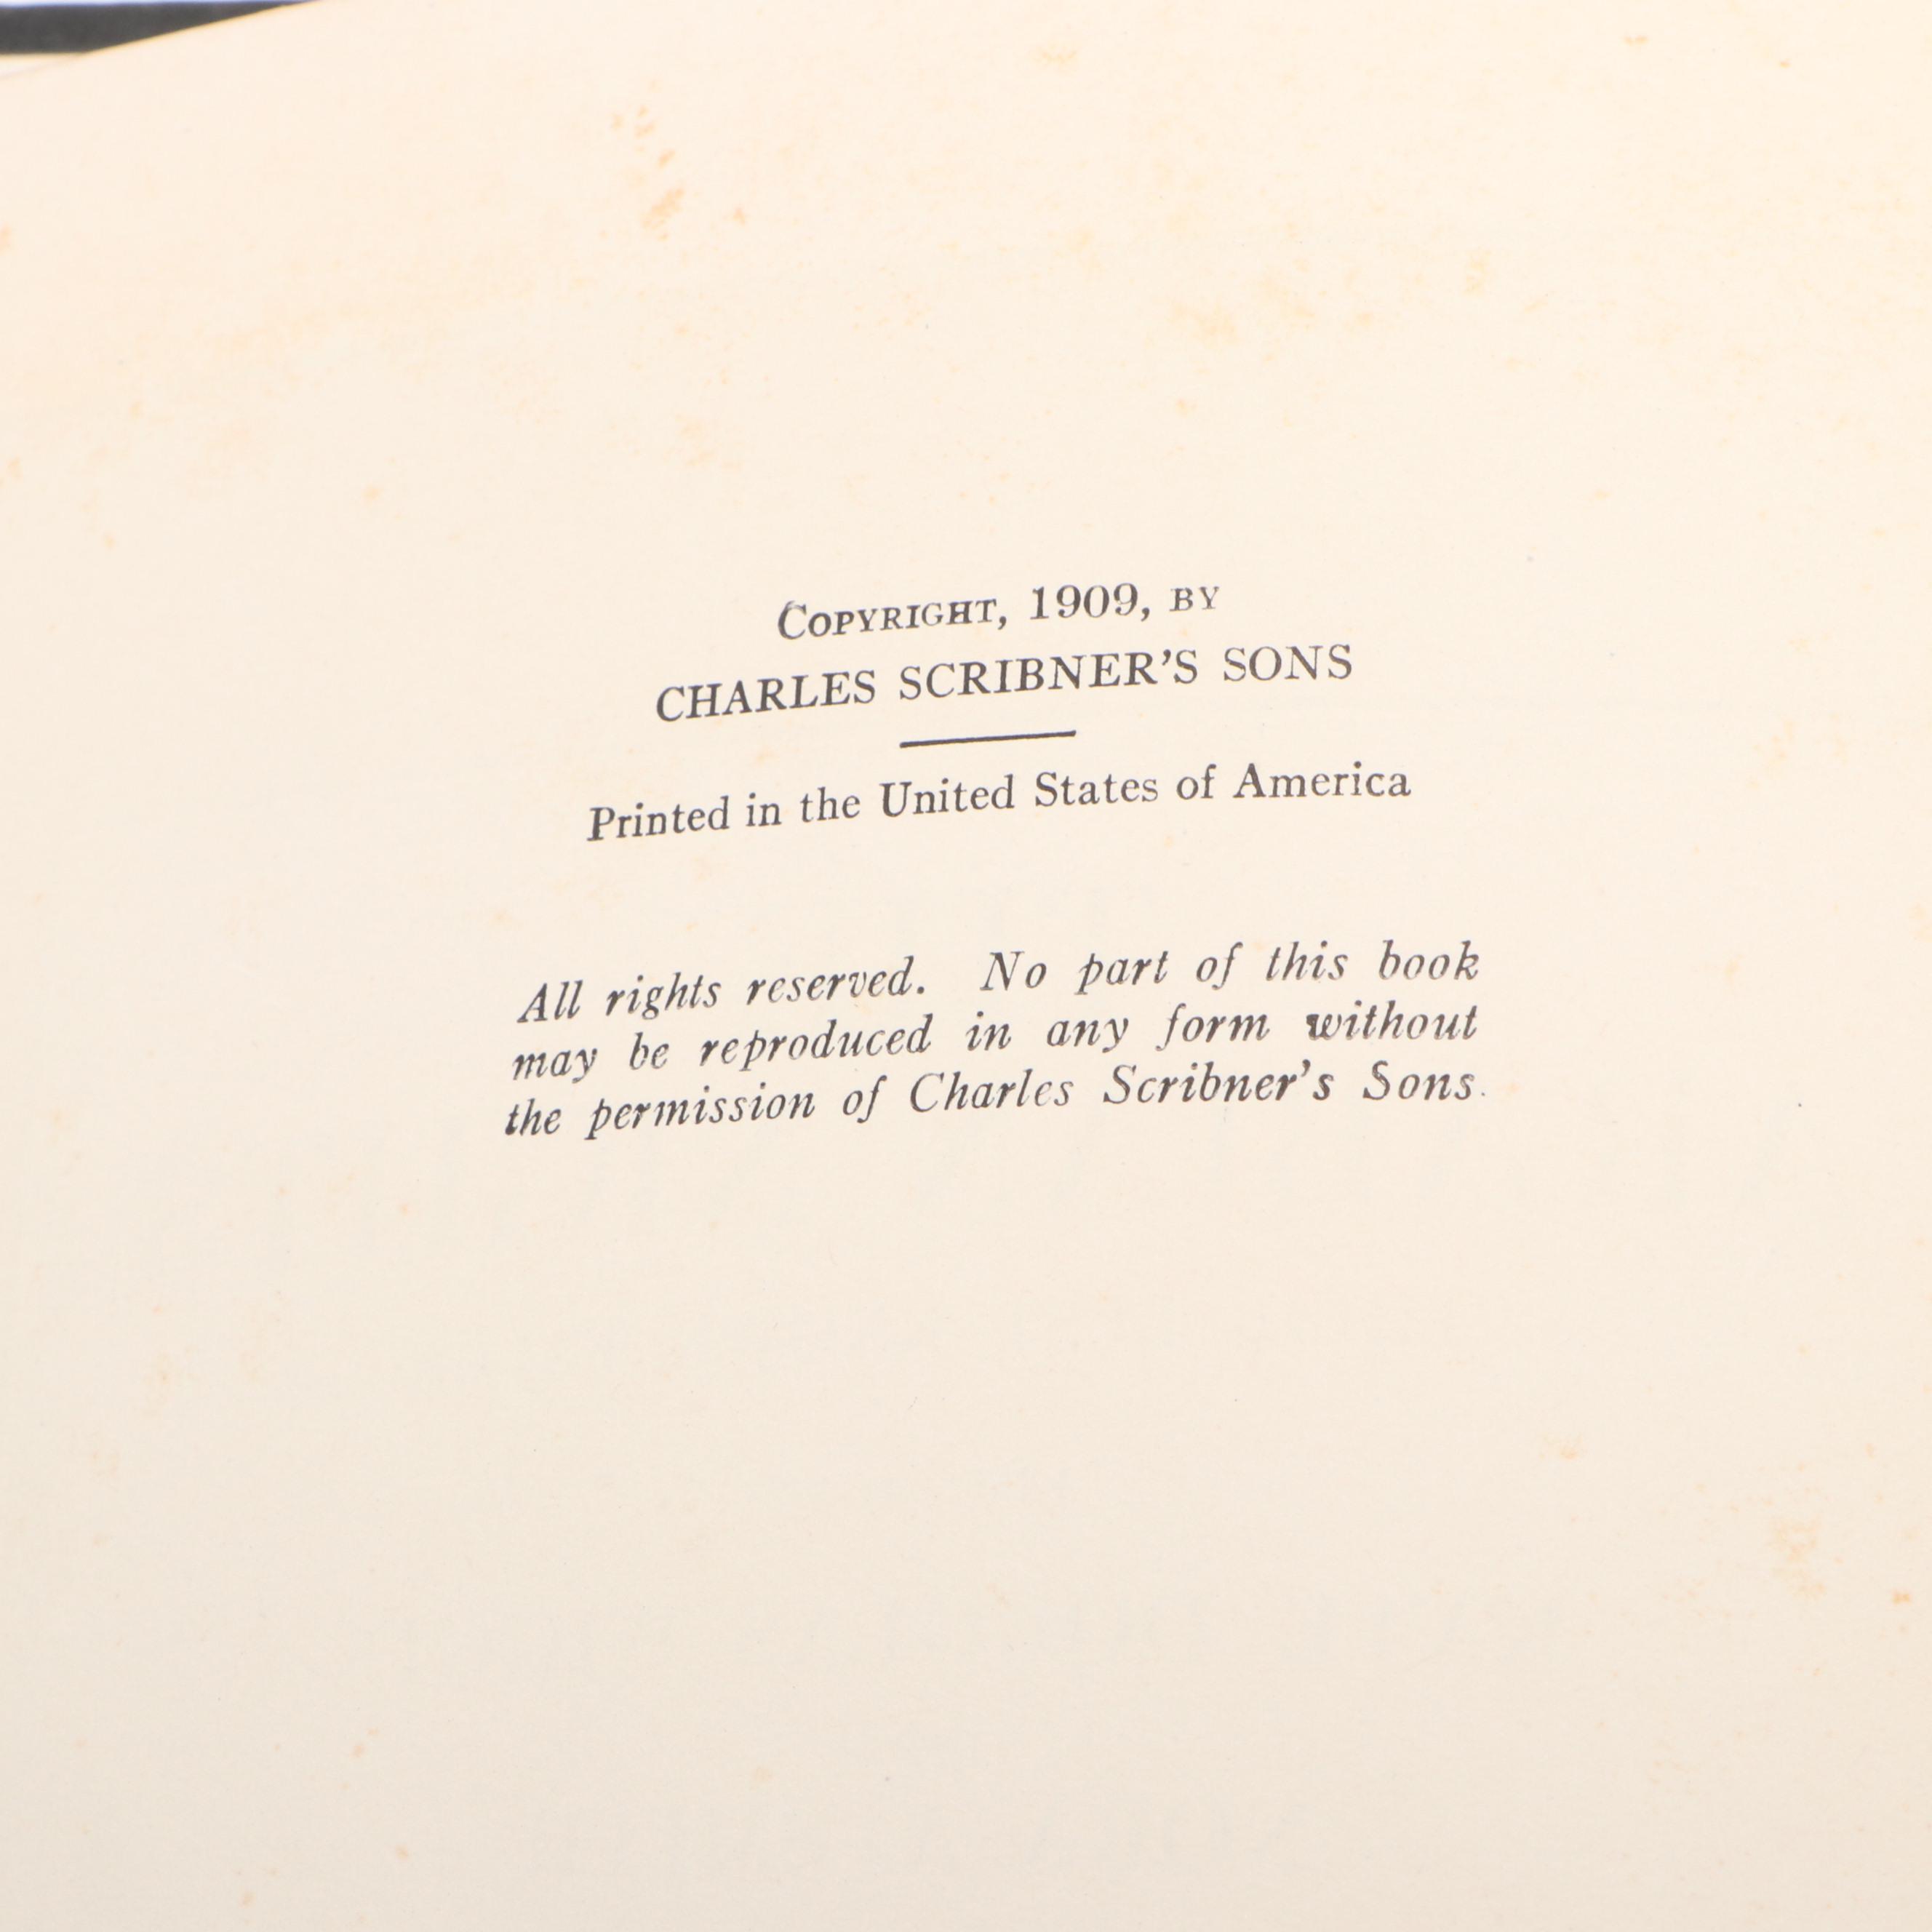 Copyright, 1909, by
CHARLES SCRIBNER'S SONS
Printed in the United States of America
All rights reserved. No part of this book
may be reproduced in any form without
the permission of Charles Scribner's Sons.